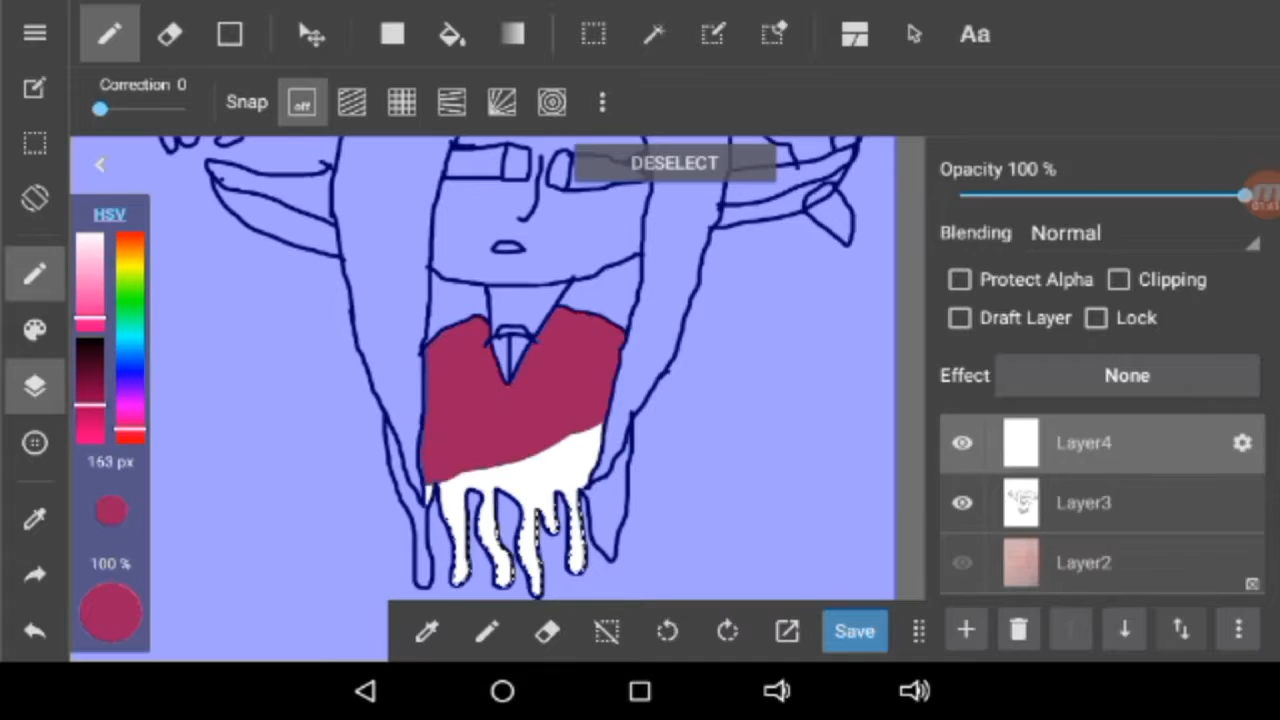 Aa
Correction 0
Snap
off
DESELECT
HSV
163 px
100 %
Opacity 100 %
Blending Normal
Protect Alpha Clipping
Draft Layer Lock
Effect None
Layer4
Layer3
Layer2
Save